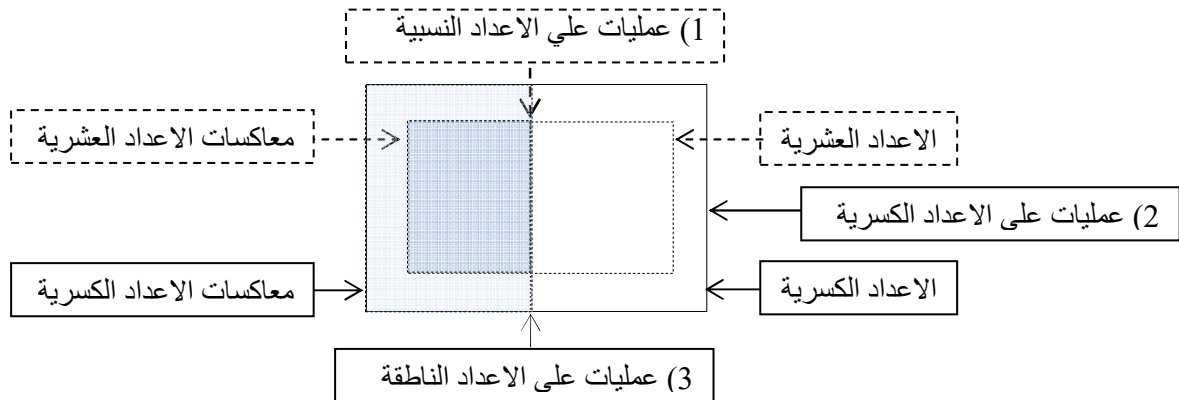 1) عمليات علي الاعداد النسبية
الاعداد العشرية
معاكسات الاعداد العشرية
2) عمليات على الاعداد الكسرية
الاعداد الكسرية
معاكسات الاعداد الكسرية
3) عمليات على الاعداد الناطقة